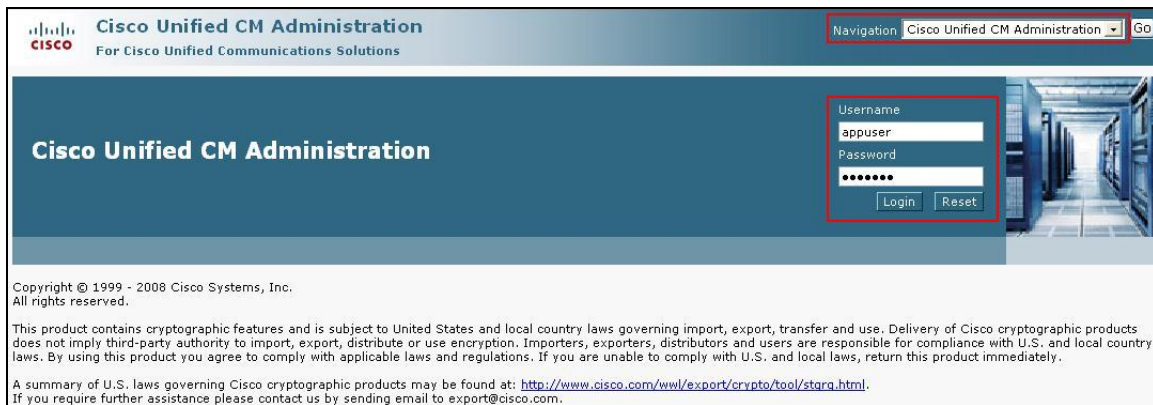 CISCO
Cisco Unified CM Administration
For Cisco Unified Communications Solutions
Navigation Cisco Unified CM Administration Go
Cisco Unified CM Administration
Username
appuser
Password
•••••••
Login Reset
Copyright © 1999 - 2008 Cisco Systems, Inc.
All rights reserved.
This product contains cryptographic features and is subject to United States and local country laws governing import, export, transfer and use. Delivery of Cisco cryptographic products
does not imply third-party authority to import, export, distribute or use encryption. Importers, exporters, distributors and users are responsible for compliance with U.S. and local country
laws. By using this product you agree to comply with applicable laws and regulations. If you are unable to comply with U.S. and local laws, return this product immediately.
A summary of U.S. laws governing Cisco cryptographic products may be found at: http://www.cisco.com/wwl/export/crypto/tool/stqrg.html.
If you require further assistance please contact us by sending email to export@cisco.com.